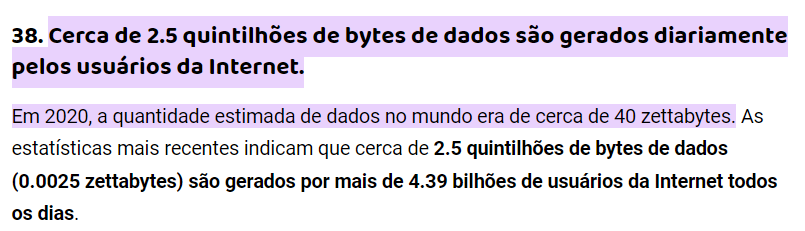 38. Cerca de 2.5 quintilhões de bytes de dados são gerados diariamente
pelos usuários da Internet.
Em 2020, a quantidade estimada de dados no mundo era de cerca de 40 zettabytes. As
estatísticas mais recentes indicam que cerca de 2.5 quintilhões de bytes de dados
(0.0025 zettabytes) são gerados por mais de 4.39 bilhões de usuários da Internet todos
os dias.